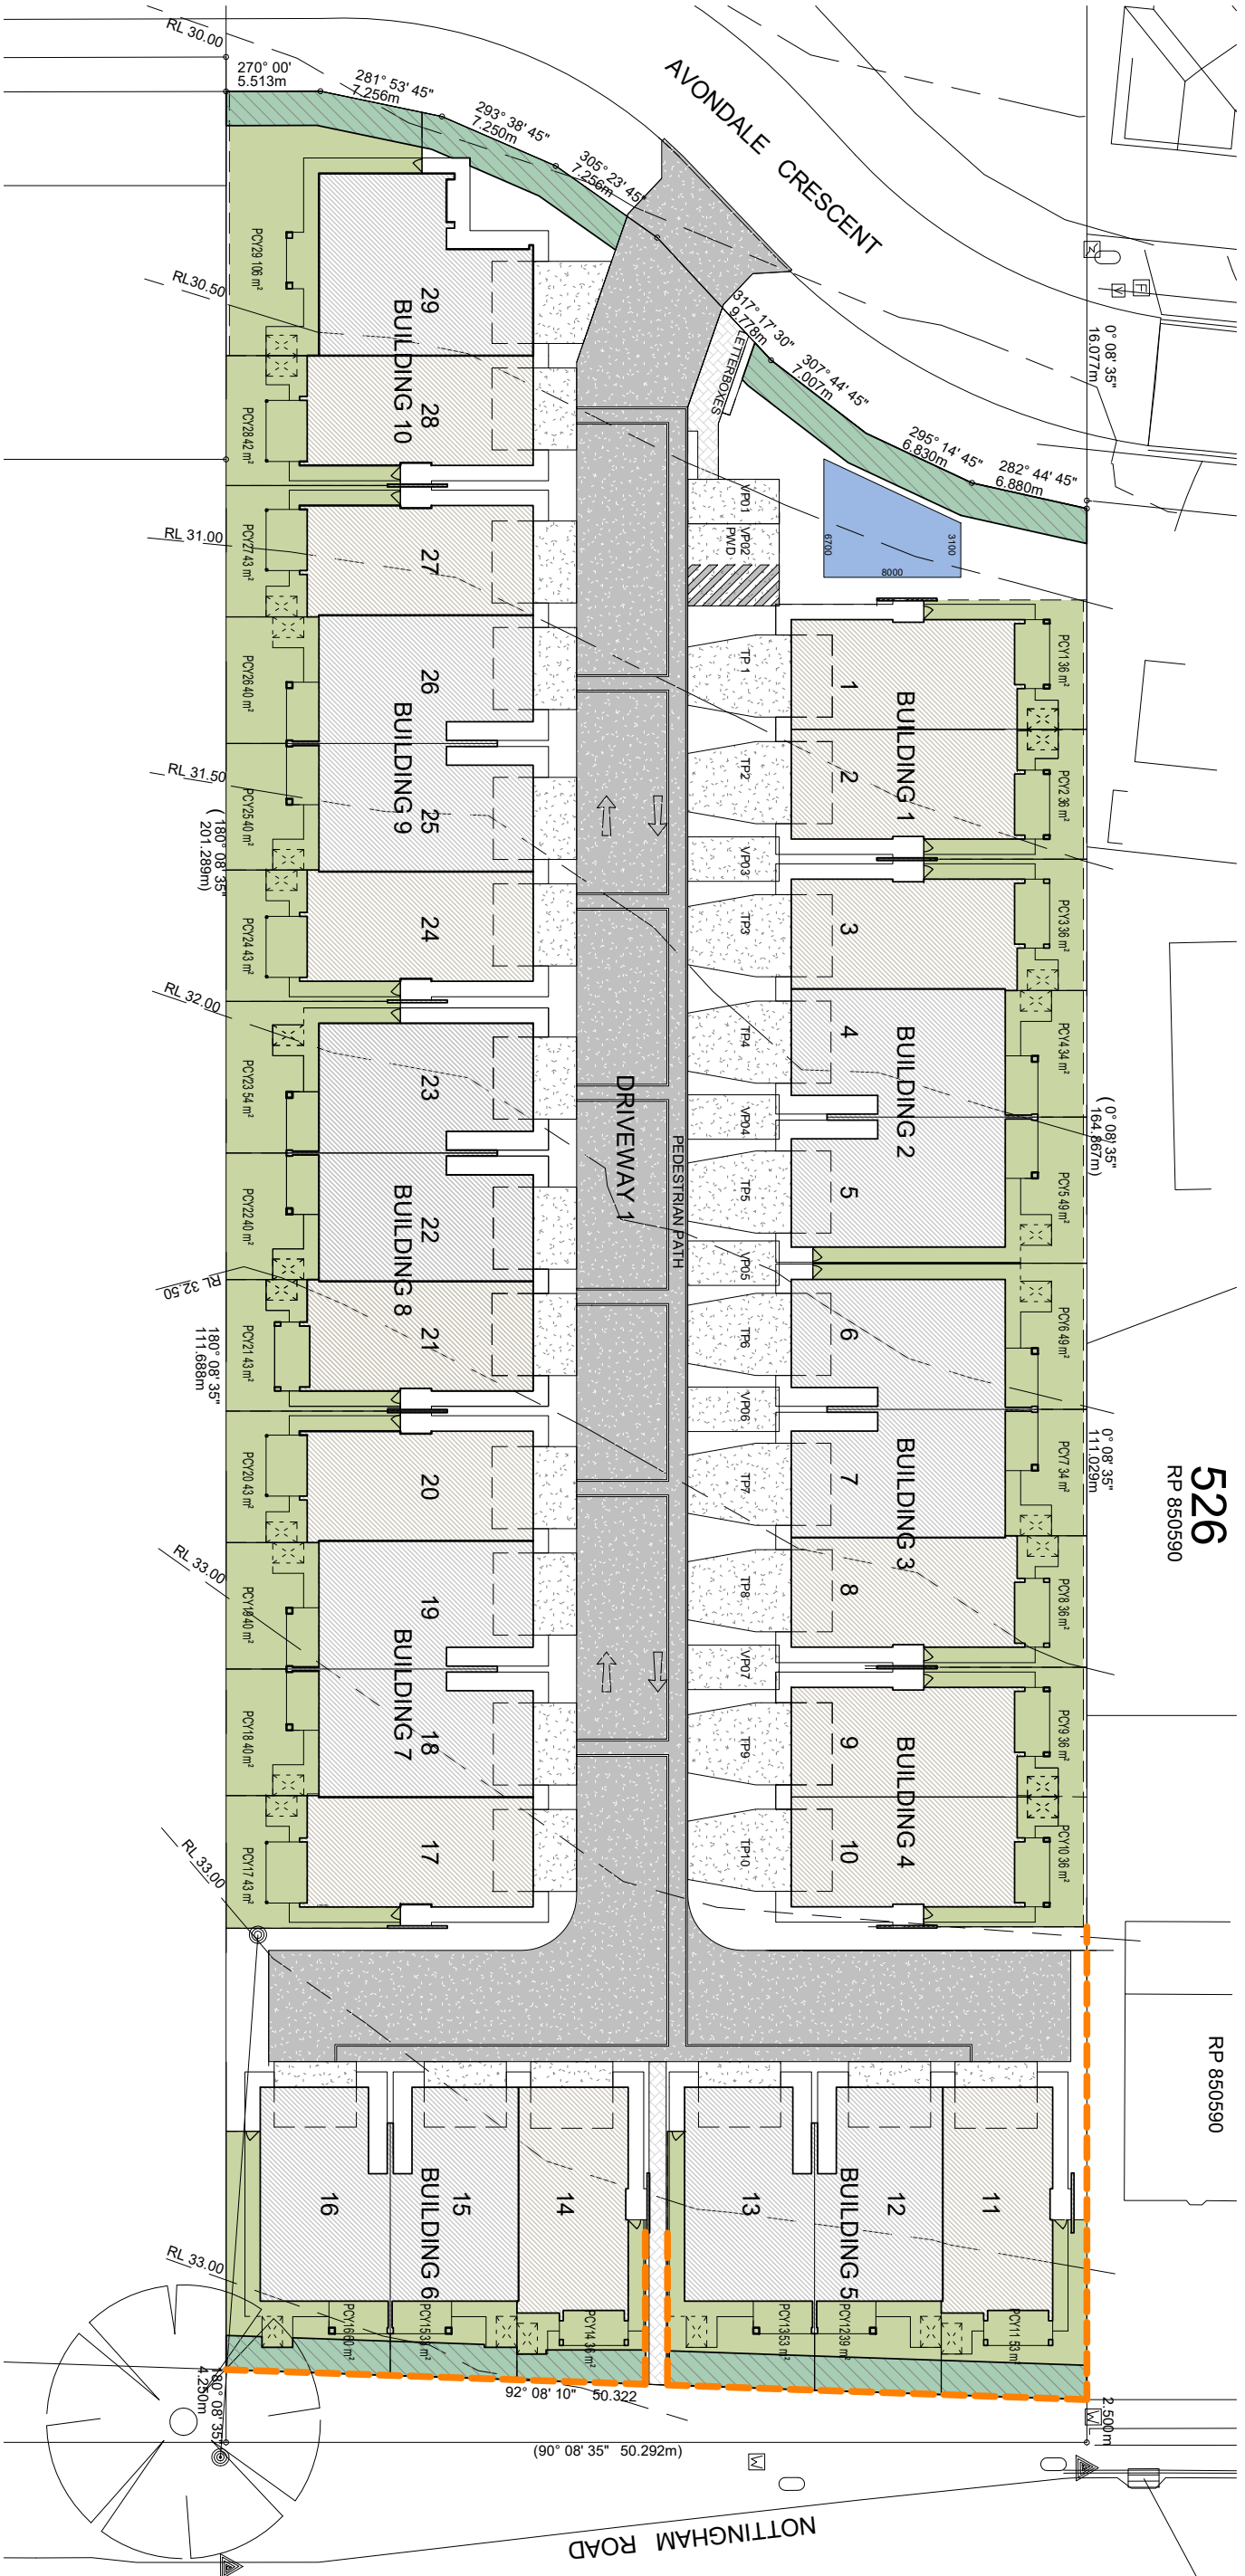 RL 30.00
270° 00'
5.513m
281° 53' 45"
7.256m
293° 38' 45"
7.250m
305° 23' 45"
7.256m
AVONDALE CRESCENT
317° 17' 30"
9.778m
307° 44' 45"
7.007m
295° 14' 45"
6.830m
282° 44' 45"
6.880m
0° 08' 35"
16.077m
F
V
LETTERBOXES
PCY29 106 m²
RL30.50
29
BUILDING 10
28
PCY28 42 m²
VP01
VP02
PWD
6700
3100
8000
RL 31.00
PCY27 43 m²
27
26
PCY26 40 m²
BUILDING 9
25
PCY25 40 m²
RL 31.50
(180° 08' 35"
201.289m)
24
PCY24 43 m²
TP1
1
BUILDING 1
PCY1 36 m²
TP2
2
PCY2 36 m²
VP03
TP3
3
PCY3 36 m²
TP4
4
BUILDING 2
PCY4 34 m²
(0° 08' 35"
164.867m)
VP04
TP5
5
PCY5 49 m²
RL 32.00
PCY23 54 m²
23
DRIVEWAY 1
PEDESTRIAN PATH
22
BUILDING 8
PCY22 40 m²
RL 32.50
21
PCY21 43 m²
180° 08' 35"
111.688m
VP05
TP6
6
PCY6 49 m²
VP06
TP7
7
BUILDING 3
PCY7 34 m²
0° 08' 35"
111.029m
526
RP 850590
TP8
8
PCY8 36 m²
VP07
20
PCY20 43 m²
RL 33.00
19
PCY19 40 m²
BUILDING 7
18
PCY18 40 m²
17
PCY17 43 m²
RL 33.00
TP9
9
BUILDING 4
PCY9 36 m²
TP10
10
PCY10 36 m²
RP 850590
16
15
BUILDING 6
14
13
BUILDING 5
12
11
RL 33.00
PCY14 36 m²
PCY13 53 m²
PCY12 39 m²
PCY11 53 m²
180° 08' 35"
4.250m
92° 08' 10" 50.322
(90° 08' 35" 50.292m)
2.500m
W
W
NOTTINGHAM ROAD